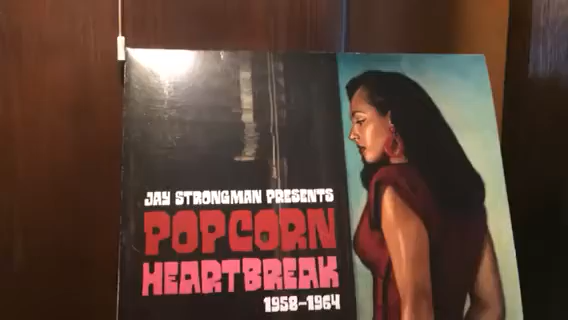 JAY STRONGMAN PRESENTS
POPCORN
HEARTBREAK
1958-1964